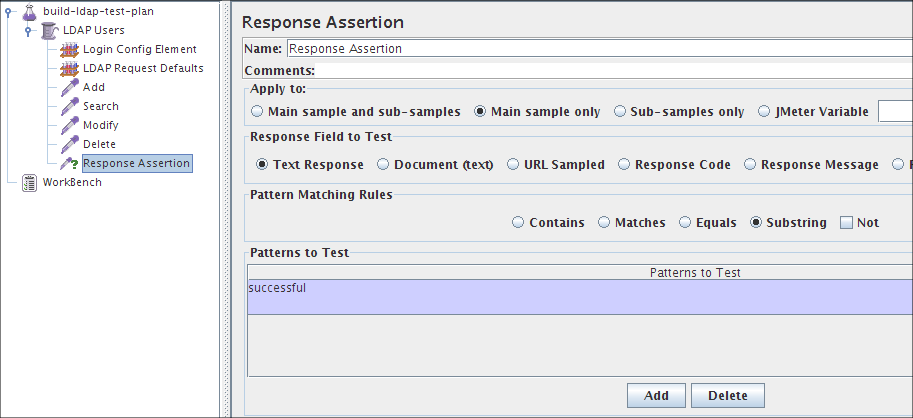 build-ldap-test-plan
LDAP Users
Login Config Element
LDAP Request Defaults
Add
Search
Modify
Delete
Response Assertion
WorkBench
Response Assertion
Name: Response Assertion
Comments:
Apply to:
Main sample and sub-samples Main sample only Sub-samples only JMeter Variable
Response Field to Test
Text Response Document (text) URL Sampled Response Code Response Message
Pattern Matching Rules
Contains Matches Equals Substring Not
Patterns to Test
Patterns to Test
successful
Add Delete